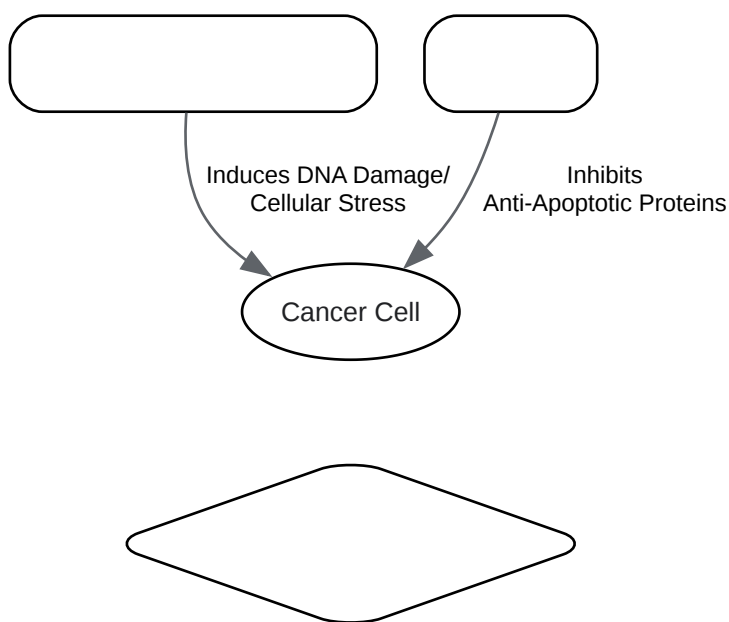 Induces DNA Damage/
Cellular Stress
Inhibits
Anti-Apoptotic Proteins
Cancer Cell